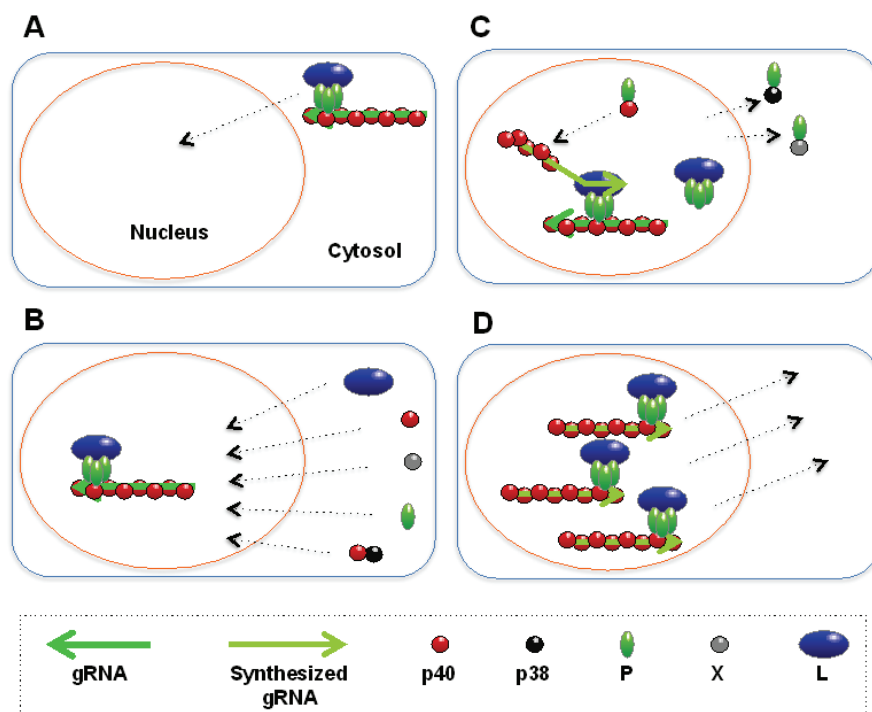 A
Nucleus
Cytosol
C
B
D
gRNA
Synthesized
gRNA
p40
p38
P
X
L